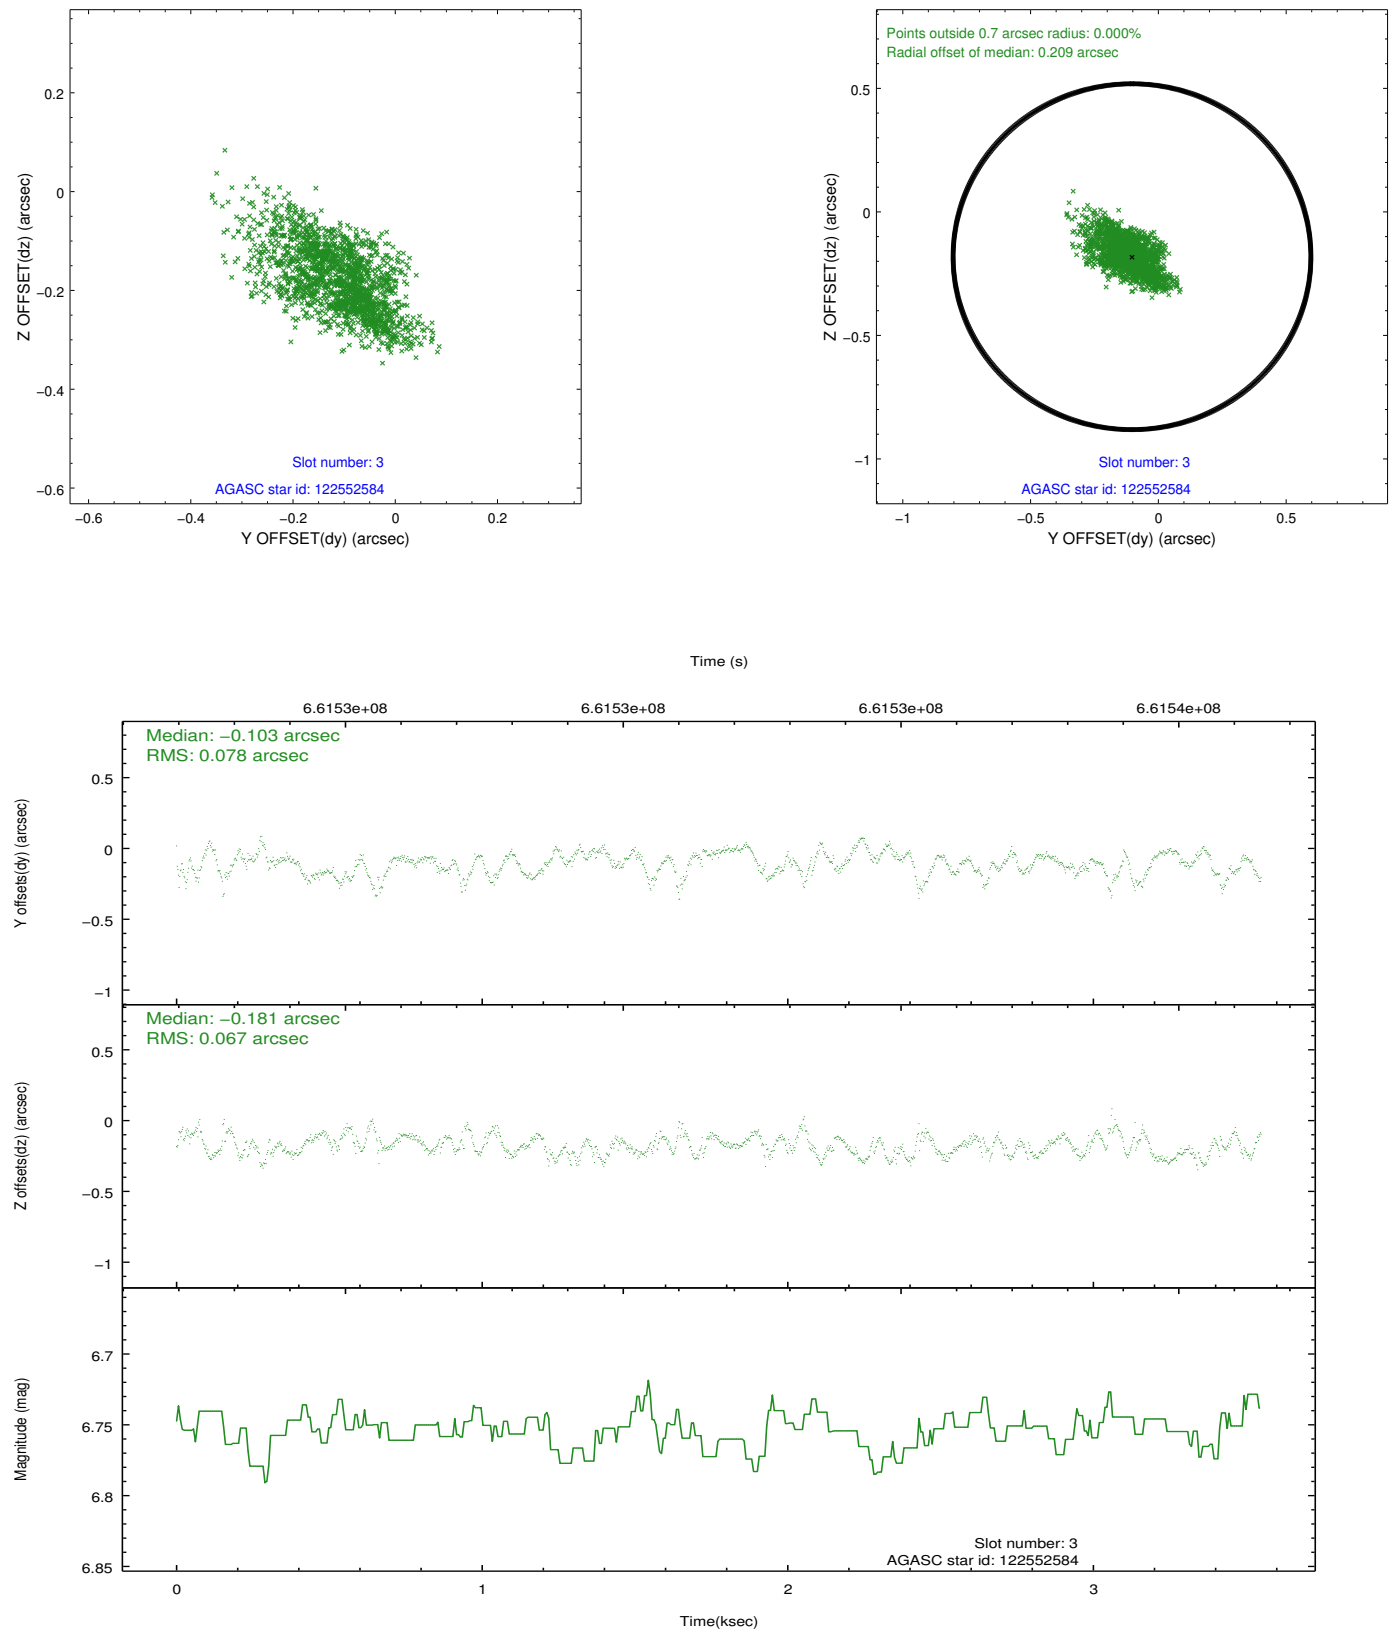 0.2
0
−0.2
−0.4
−0.6
Z OFFSET(dz) (arcsec)
Slot number: 3
AGASC star id: 122552584
−0.6 −0.4 −0.2 0 0.2
Y OFFSET(dy) (arcsec)
Points outside 0.7 arcsec radius: 0.000%
Radial offset of median: 0.209 arcsec
0.5
0
−0.5
−1
Z OFFSET(dz) (arcsec)
Slot number: 3
AGASC star id: 122552584
−1 −0.5 0 0.5
Y OFFSET(dy) (arcsec)
Time (s)
6.6153e+08 6.6153e+08 6.6153e+08 6.6154e+08
Median: −0.103 arcsec
RMS: 0.078 arcsec
0.5
0
−0.5
−1
Y offsets(dy) (arcsec)
Median: −0.181 arcsec
RMS: 0.067 arcsec
0.5
0
−0.5
−1
Z offsets(dz) (arcsec)
6.7
6.75
6.8
6.85
Magnitude (mag)
Slot number: 3
AGASC star id: 122552584
0 1 2 3
Time(ksec)